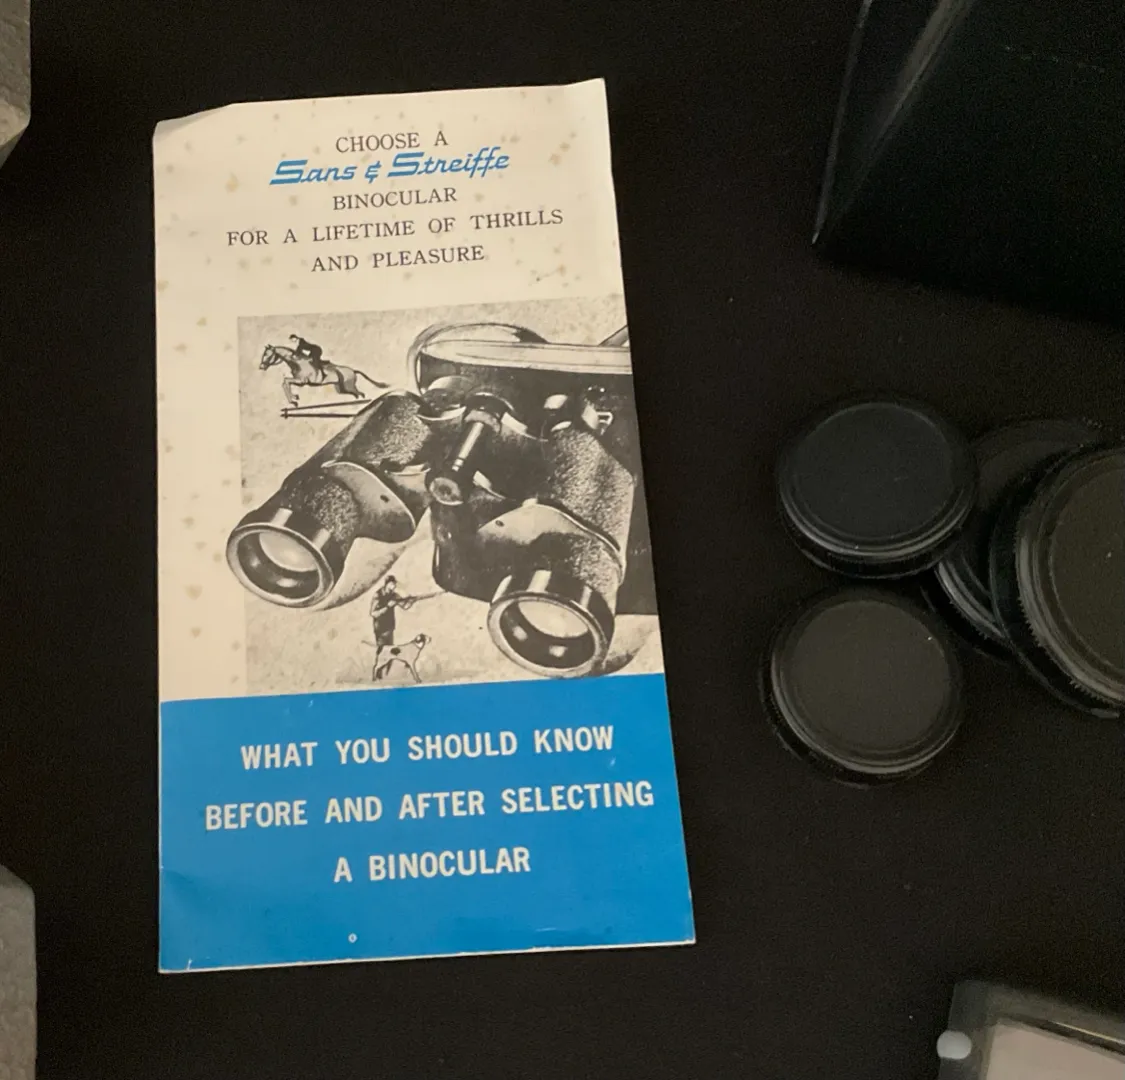 CHOOSE A
Sans & Streiffe
BINOCULAR
FOR A LIFETIME OF THRILLS
AND PLEASURE
WHAT YOU SHOULD KNOW
BEFORE AND AFTER SELECTING
A BINOCULAR